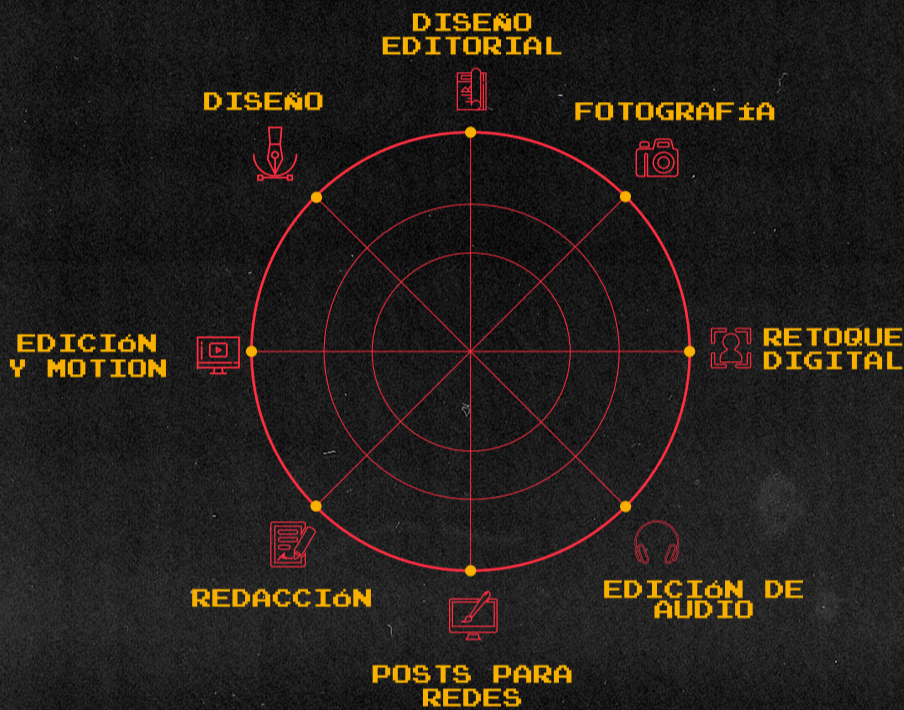 DISEÑO
EDITORIAL
DISEÑO
FOTOGRAFíA
EDICIóN
Y MOTION
RETOQUE
DIGITAL
REDACCIóN
EDICIóN DE
AUDIO
POSTS PARA
REDES